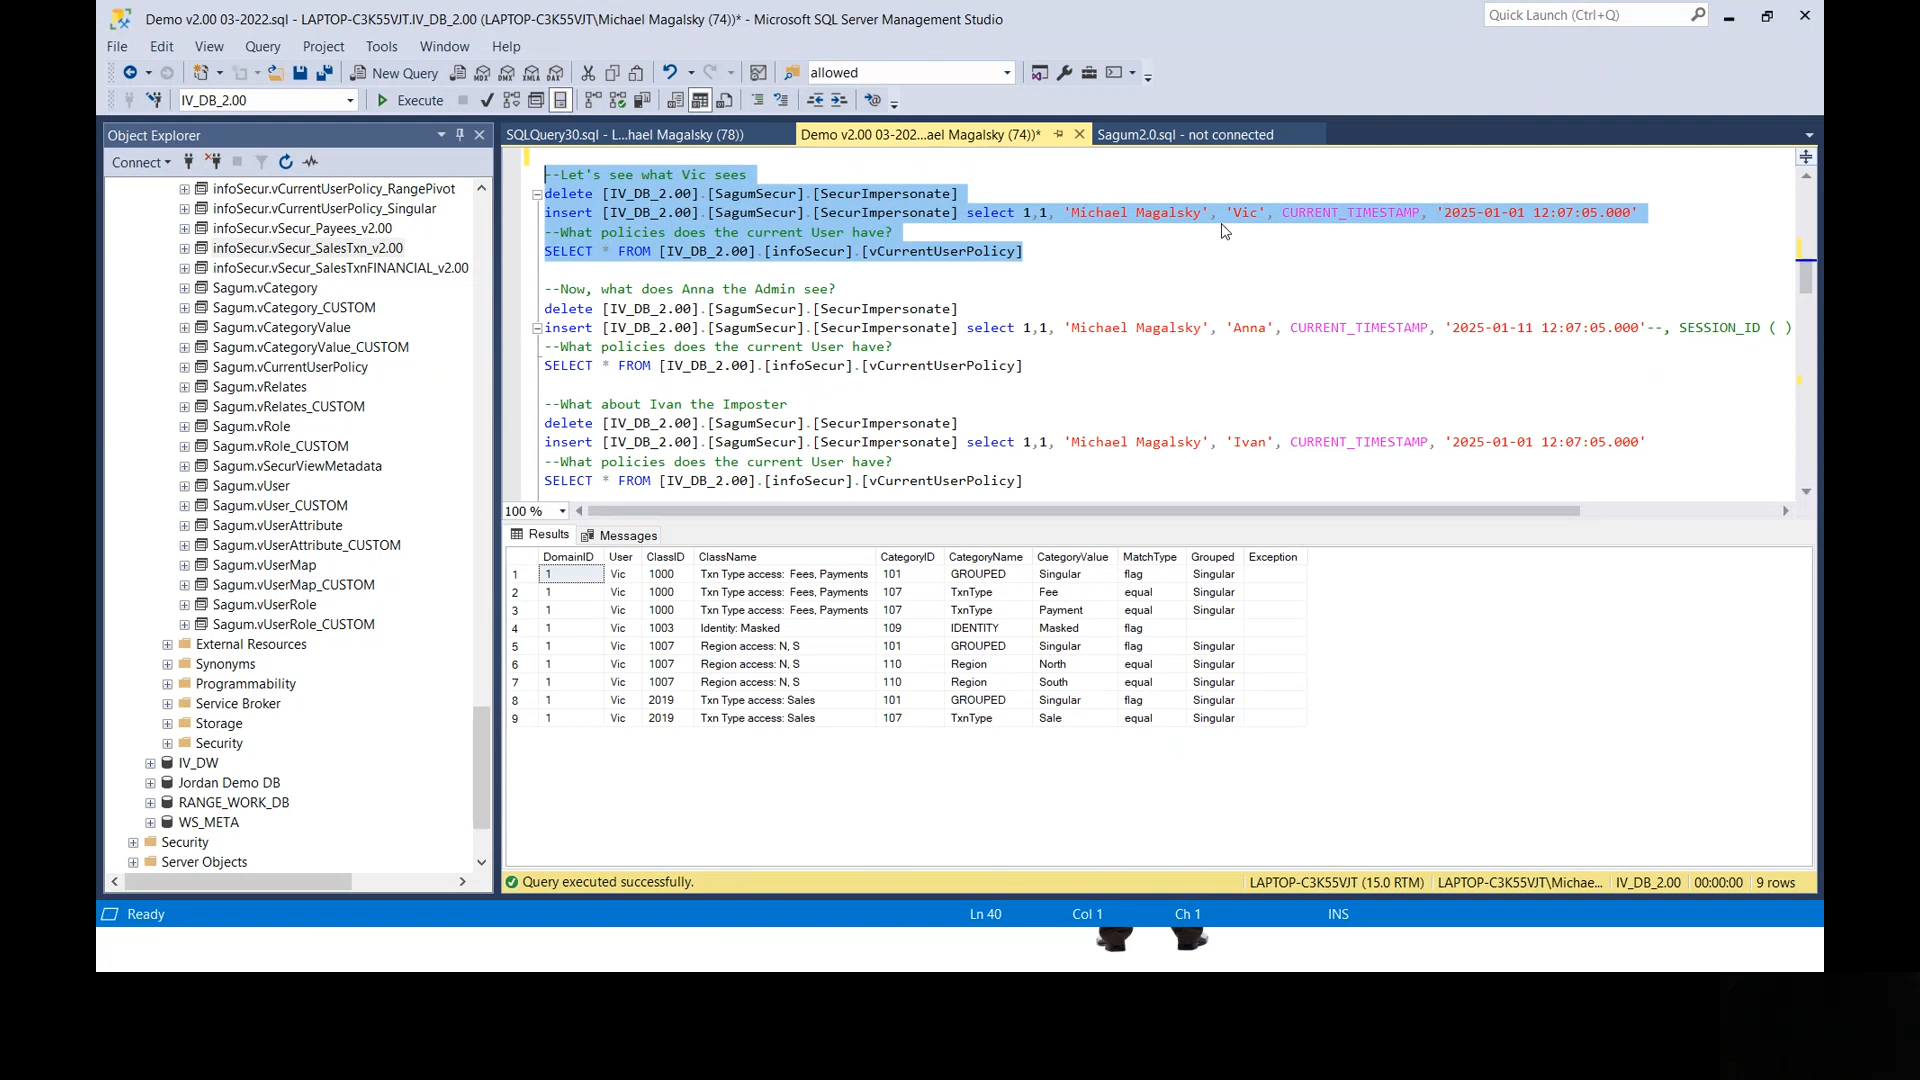 Demo v2.00 03-2022.sql - LAPTOP-C3K55VJT.IV_DB_2.00 (LAPTOP-C3K55VJT\Michael Magalsky (74))* - Microsoft SQL Server Management Studio
Quick Launch (Ctrl+Q)
File Edit View Query Project Tools Window Help
New Query
MDX DMX XMLA DAX
allowed
IV_DB_2.00
Execute
Object Explorer
SQLQuery30.sql - L...hael Magalsky (78))
Demo v2.00 03-202...ael Magalsky (74))*
Sagum2.0.sql - not connected
Connect
infoSecur.vCurrentUserPolicy_RangePivot
infoSecur.vCurrentUserPolicy_Singular
infoSecur.vSecur_Payees_v2.00
infoSecur.vSecur_SalesTxn_v2.00
infoSecur.vSecur_SalesTxnFINANCIAL_v2.00
Sagum.vCategory
Sagum.vCategory_CUSTOM
Sagum.vCategoryValue
Sagum.vCategoryValue_CUSTOM
Sagum.vCurrentUserPolicy
Sagum.vRelates
Sagum.vRelates_CUSTOM
Sagum.vRole
Sagum.vRole_CUSTOM
Sagum.vSecurViewMetadata
Sagum.vUser
Sagum.vUser_CUSTOM
Sagum.vUserAttribute
Sagum.vUserAttribute_CUSTOM
Sagum.vUserMap
Sagum.vUserMap_CUSTOM
Sagum.vUserRole
Sagum.vUserRole_CUSTOM
External Resources
Synonyms
Programmability
Service Broker
Storage
Security
IV_DW
Jordan Demo DB
RANGE_WORK_DB
WS_META
Security
Server Objects
--Let's see what Vic sees
delete [IV_DB_2.00].[SagumSecur].[SecurImpersonate]
insert [IV_DB_2.00].[SagumSecur].[SecurImpersonate] select 1,1, 'Michael Magalsky', 'Vic', CURRENT_TIMESTAMP, '2025-01-01 12:07:05.000'
--What policies does the current User have?
SELECT * FROM [IV_DB_2.00].[infoSecur].[vCurrentUserPolicy]
--Now, what does Anna the Admin see?
delete [IV_DB_2.00].[SagumSecur].[SecurImpersonate]
insert [IV_DB_2.00].[SagumSecur].[SecurImpersonate] select 1,1, 'Michael Magalsky', 'Anna', CURRENT_TIMESTAMP, '2025-01-11 12:07:05.000'--, SESSION_ID ( )
--What policies does the current User have?
SELECT * FROM [IV_DB_2.00].[infoSecur].[vCurrentUserPolicy]
--What about Ivan the Imposter
delete [IV_DB_2.00].[SagumSecur].[SecurImpersonate]
insert [IV_DB_2.00].[SagumSecur].[SecurImpersonate] select 1,1, 'Michael Magalsky', 'Ivan', CURRENT_TIMESTAMP, '2025-01-01 12:07:05.000'
--What policies does the current User have?
SELECT * FROM [IV_DB_2.00].[infoSecur].[vCurrentUserPolicy]
100 %
Results Messages
DomainID User ClassID ClassName CategoryID CategoryName CategoryValue MatchType Grouped Exception
1 1 Vic 1000 Txn Type access: Fees, Payments 101 GROUPED Singular flag Singular
2 1 Vic 1000 Txn Type access: Fees, Payments 107 TxnType Fee equal Singular
3 1 Vic 1000 Txn Type access: Fees, Payments 107 TxnType Payment equal Singular
4 1 Vic 1003 Identity: Masked 109 IDENTITY Masked flag
5 1 Vic 1007 Region access: N, S 101 GROUPED Singular flag Singular
6 1 Vic 1007 Region access: N, S 110 Region North equal Singular
7 1 Vic 1007 Region access: N, S 110 Region South equal Singular
8 1 Vic 2019 Txn Type access: Sales 101 GROUPED Singular flag Singular
9 1 Vic 2019 Txn Type access: Sales 107 TxnType Sale equal Singular
Query executed successfully.
LAPTOP-C3K55VJT (15.0 RTM) LAPTOP-C3K55VJT\Michae... IV_DB_2.00 00:00:00 9 rows
Ready Ln 40 Col 1 Ch 1 INS